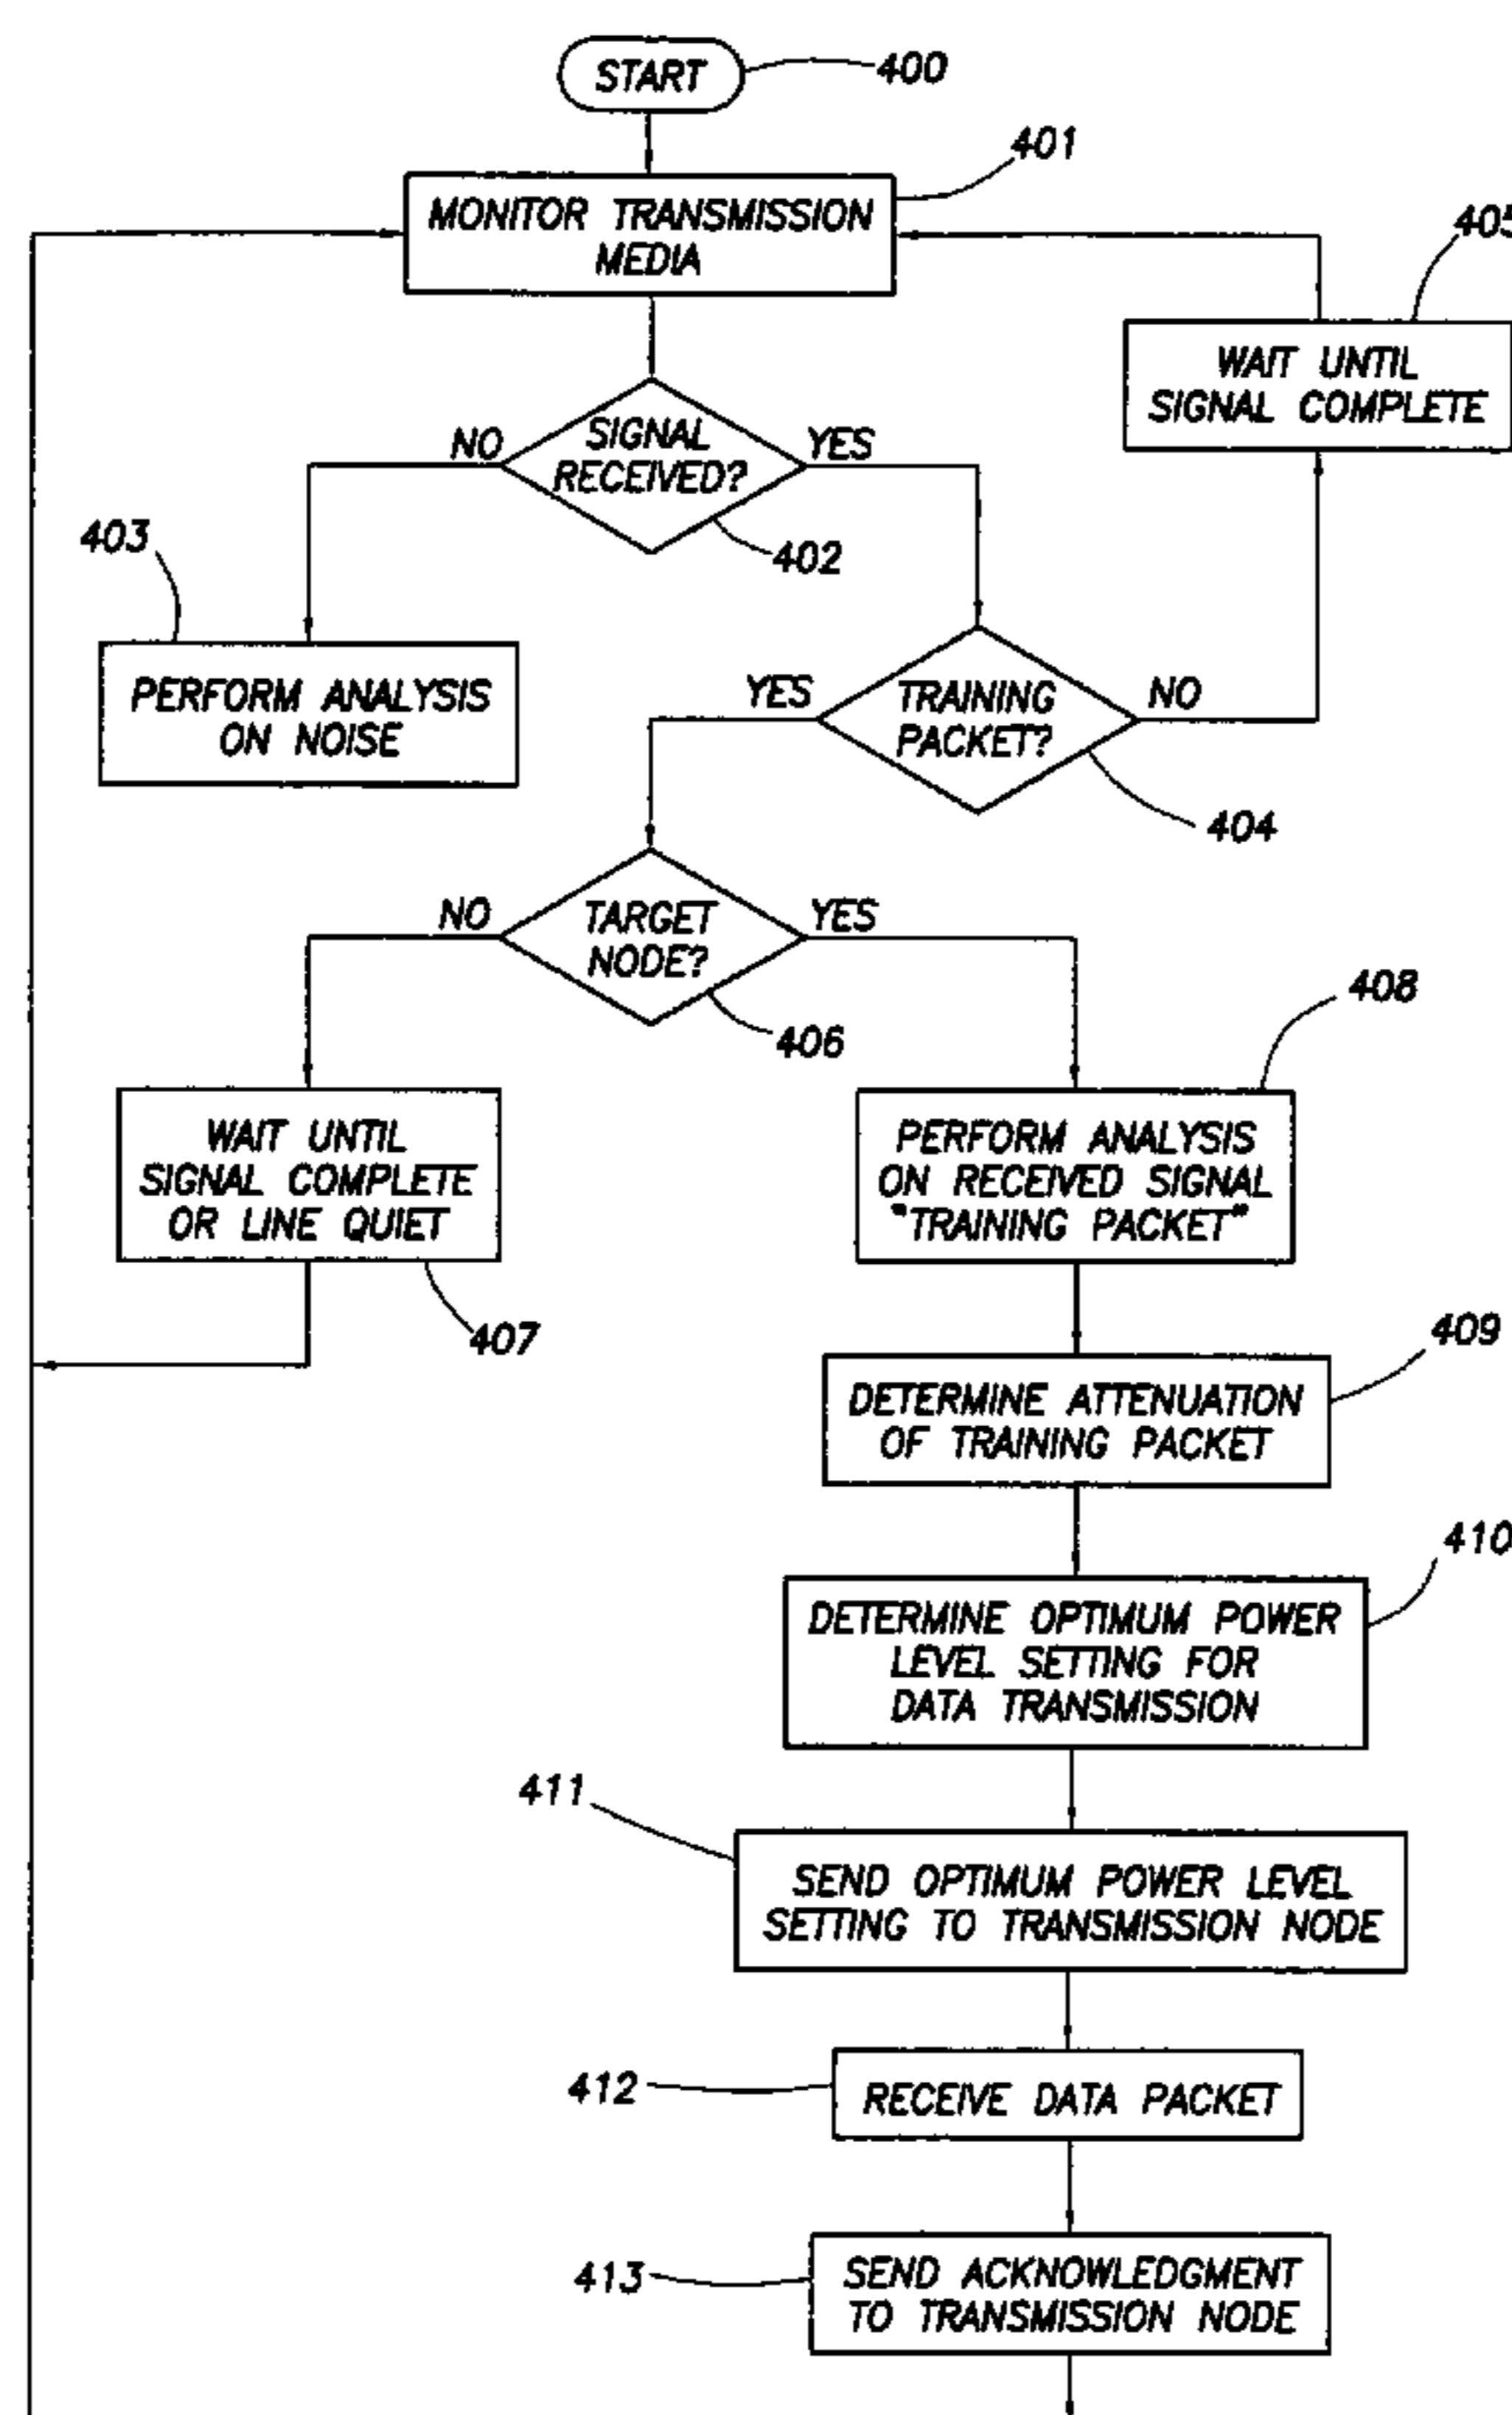 START
400
401
MONITOR TRANSMISSION
MEDIA
405
WAIT UNTIL
SIGNAL COMPLETE
NO
SIGNAL
RECEIVED?
YES
402
403
PERFORM ANALYSIS
ON NOISE
YES
TRAINING
PACKET?
NO
404
NO
TARGET
NODE?
YES
406
408
WAIT UNTIL
SIGNAL COMPLETE
OR LINE QUIET
407
PERFORM ANALYSIS
ON RECEIVED SIGNAL
"TRAINING PACKET"
409
DETERMINE ATTENUATION
OF TRAINING PACKET
410
DETERMINE OPTIMUM POWER
LEVEL SETTING FOR
DATA TRANSMISSION
411
SEND OPTIMUM POWER LEVEL
SETTING TO TRANSMISSION NODE
412
RECEIVE DATA PACKET
413
SEND ACKNOWLEDGMENT
TO TRANSMISSION NODE